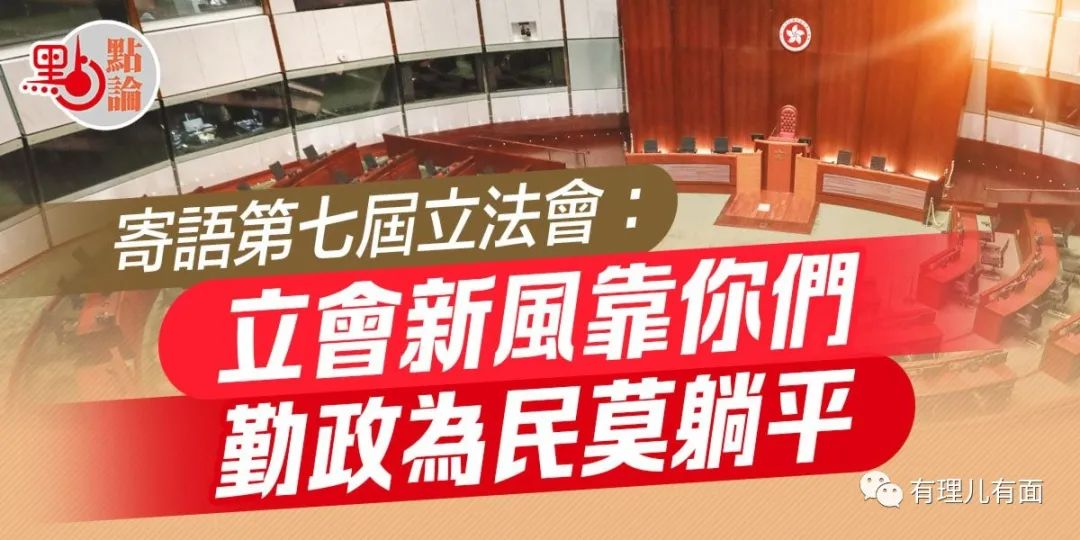 點點論
寄語第七屆立法會：
立會新風靠你們
勤政為民莫躺平
有理儿有面